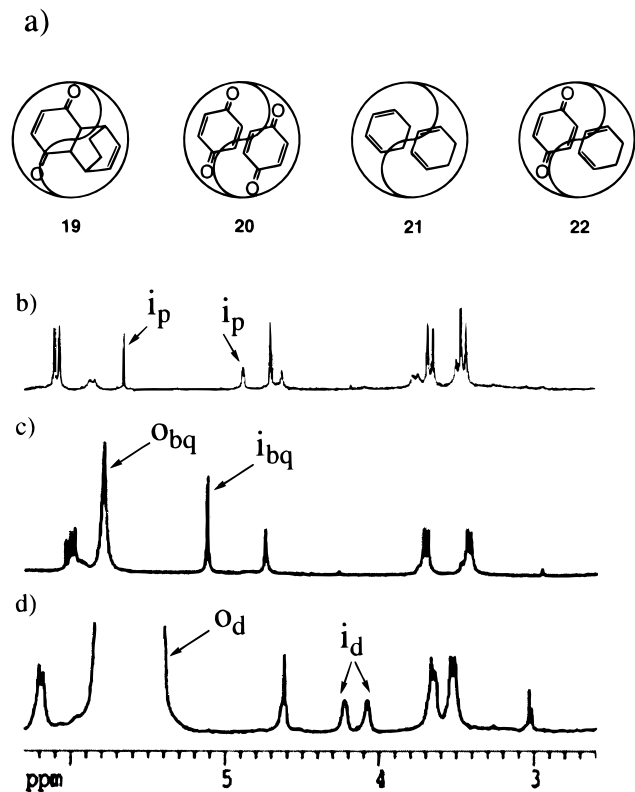 a)
O O O O
O O O
19 20 21 22
b) i_p i_p
c) o_bq i_bq
d) o_d i_d
ppm 5 4 3